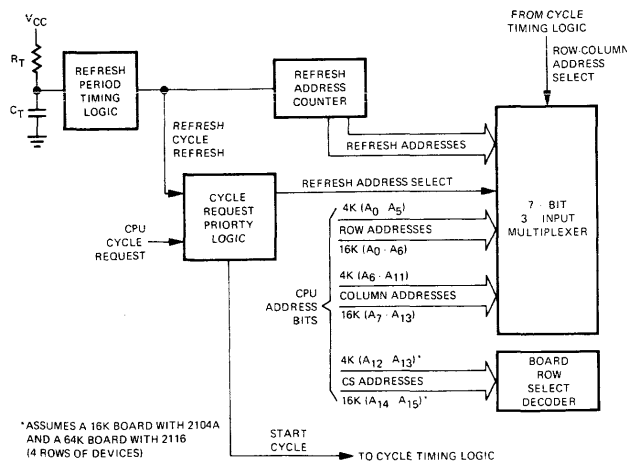 VCC
RT
CT
REFRESH
PERIOD
TIMING
LOGIC
REFRESH
ADDRESS
COUNTER
FROM CYCLE
TIMING LOGIC
ROW-COLUMN
ADDRESS
SELECT
REFRESH
CYCLE
REFRESH
REFRESH ADDRESSES
CYCLE
REQUEST
PRIORTY
LOGIC
REFRESH ADDRESS SELECT
CPU
CYCLE
REQUEST
7 - BIT
3 INPUT
MULTIPLEXER
4K (A0 A5)
ROW ADDRESSES
16K (A0 - A6)
4K (A6 - A11)
COLUMN ADDRESSES
16K (A7 - A13)
CPU
ADDRESS
BITS
4K (A12 A13)*
CS ADDRESSES
16K (A14 A15)*
BOARD
ROW
SELECT
DECODER
*ASSUMES A 16K BOARD WITH 2104A
AND A 64K BOARD WITH 2116
(4 ROWS OF DEVICES)
START
CYCLE
TO CYCLE TIMING LOGIC